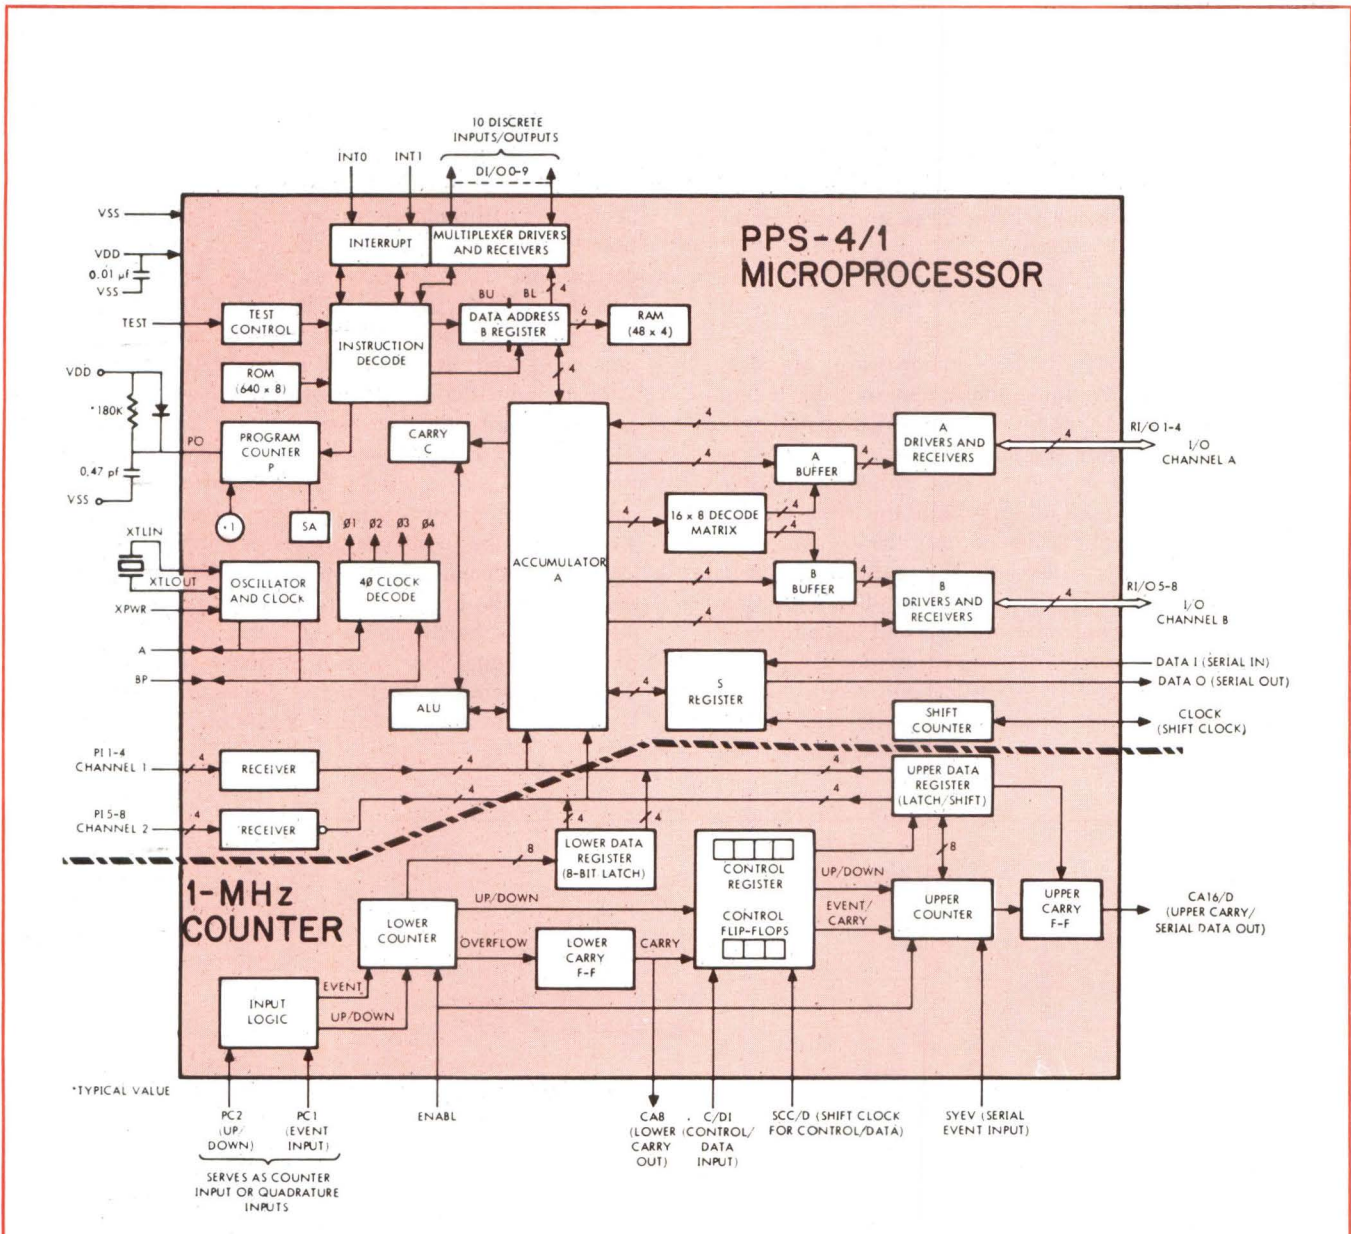 10 DISCRETE
INPUTS/OUTPUTS
INT0
INT1
DI/O 0-9
VSS
INTERRUPT
MULTIPLEXER DRIVERS
AND RECEIVERS
PPS-4/1
MICROPROCESSOR
VDD
0.01 μf
VSS
BU
BL
4
TEST
TEST
CONTROL
INSTRUCTION
DECODE
DATA ADDRESS
B REGISTER
6
RAM
(48 x 4)
ROM
(640 x 8)
4
VDD
*180K
PO
PROGRAM
COUNTER
P
CARRY
C
4
A
DRIVERS AND
RECEIVERS
4
RI/O 1-4
I/O
CHANNEL A
0.47 pf
VSS
4
A
BUFFER
4
+1
SA
Ø1
Ø2
Ø3
Ø4
4
16 x 8 DECODE
MATRIX
4
4
XTLIN
XTLOUT
OSCILLATOR
AND CLOCK
4Ø CLOCK
DECODE
ACCUMULATOR
A
4
B
BUFFER
4
B
DRIVERS AND
RECEIVERS
4
RI/O 5-8
I/O
CHANNEL B
XPWR
4
A
BP
DATA I (SERIAL IN)
DATA O (SERIAL OUT)
4
S
REGISTER
ALU
SHIFT
COUNTER
CLOCK
(SHIFT CLOCK)
PI 1-4
CHANNEL 1
4
RECEIVER
4
4
UPPER DATA
REGISTER
(LATCH/SHIFT)
PI 5-8
CHANNEL 2
4
RECEIVER
4
4
4
4
1-MHz
COUNTER
8
LOWER DATA
REGISTER
(8-BIT LATCH)
CONTROL
REGISTER
CONTROL
FLIP-FLOPS
8
UP/DOWN
UP/DOWN
EVENT/
CARRY
UPPER
COUNTER
UPPER
CARRY
F-F
CA16/D
(UPPER CARRY/
SERIAL DATA OUT)
LOWER
COUNTER
OVERFLOW
LOWER
CARRY
F-F
CARRY
INPUT
LOGIC
EVENT
UP/DOWN
*TYPICAL VALUE
PC2
(UP/
DOWN)
PC1
(EVENT
INPUT)
ENABL
CA8
(LOWER
CARRY
OUT)
C/DI
(CONTROL/
DATA
INPUT)
SCC/D (SHIFT CLOCK
FOR CONTROL/DATA)
SYEV (SERIAL
EVENT INPUT)
SERVES AS COUNTER
INPUT OR QUADRATURE
INPUTS